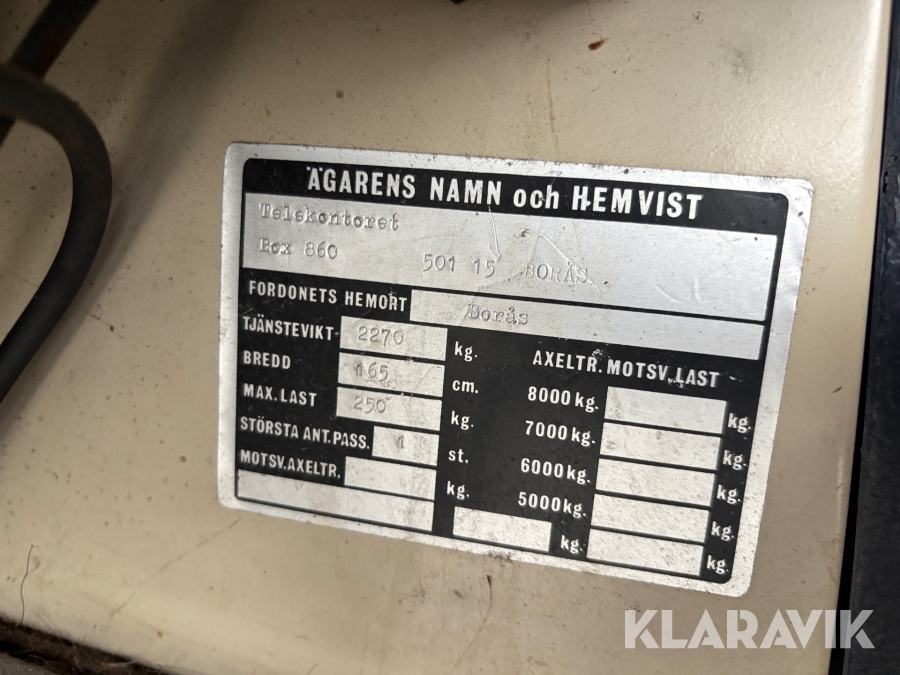 ÄGARENS NAMN och HEMVIST
Telekontoret
Box 860 501 15 BORÅS
FORDONETS HEMORT Borås
TJÄNSTEVIKT 2270 kg.
BREDD 165 cm.
MAX. LAST 250 kg.
STÖRSTA ANT. PASS. 1 st.
MOTSV. AXELTR. kg.
AXELTR. MOTSV. LAST
8000 kg. kg.
7000 kg. kg.
6000 kg. kg.
5000 kg. kg.
kg. kg.
KLARAVIK